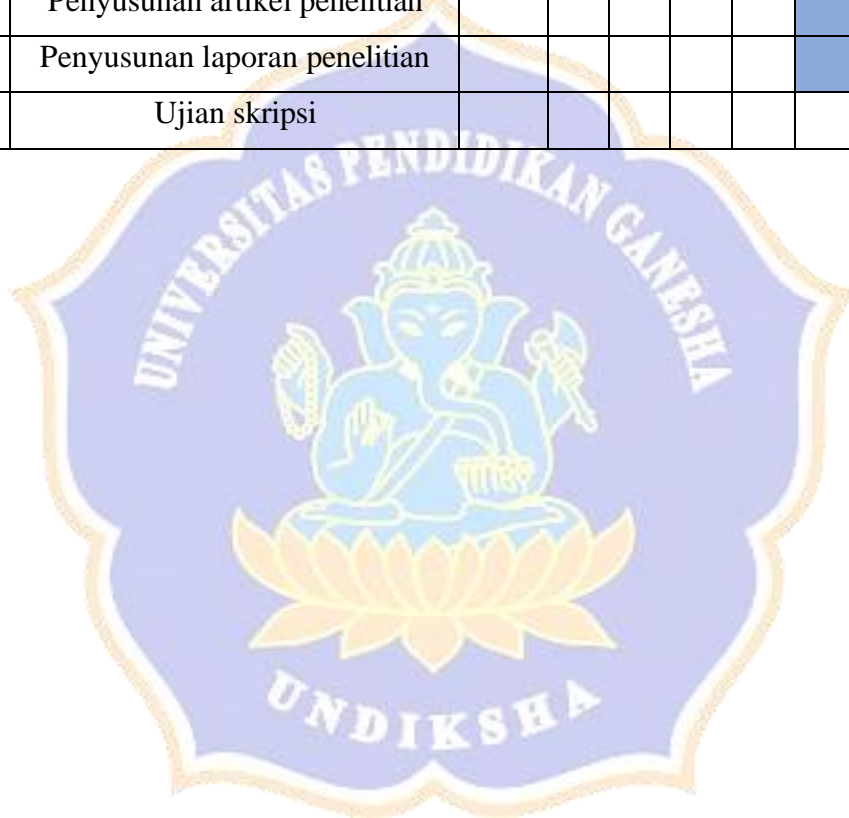 Penyusunan artikel penelitian
Penyusunan laporan penelitian
Ujian skripsi
UNIVERSITAS PENDIDIKAN GANESHA
UNDIKSHA